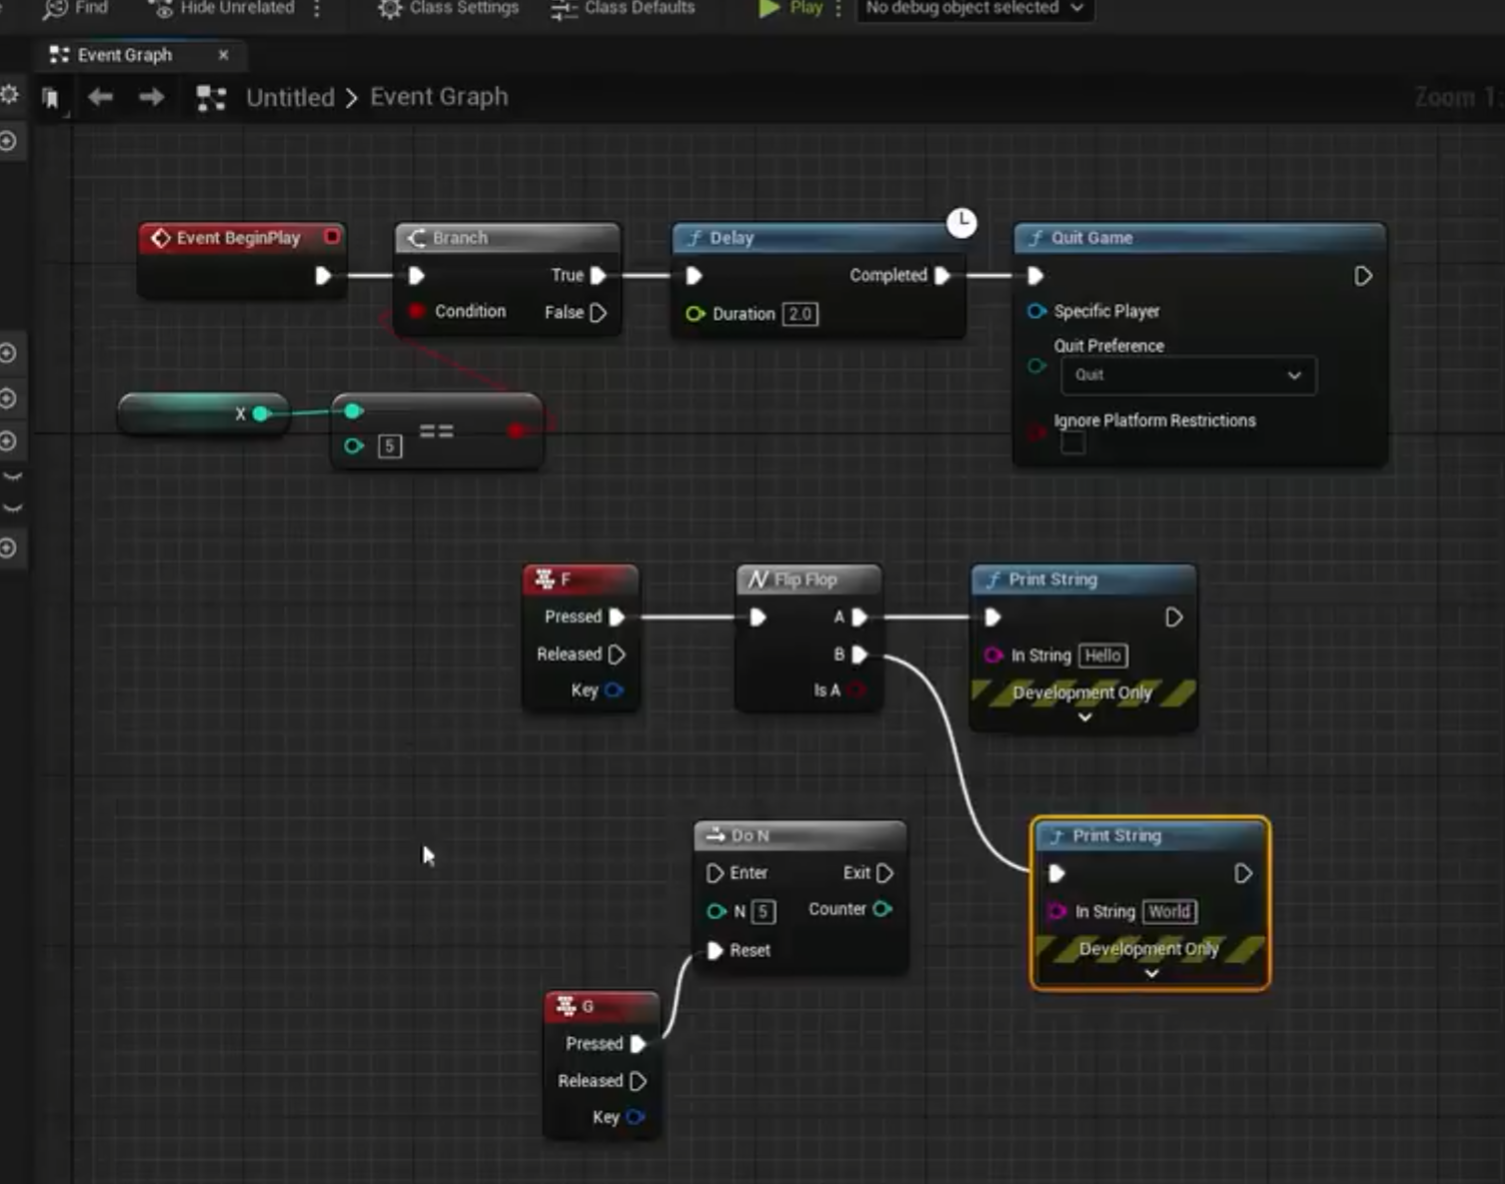 Find
Hide Unrelated
Class Settings
Class Defaults
Play
No debug object selected
Event Graph
Untitled > Event Graph
Zoom 1:
Event BeginPlay
Branch
True
Condition
False
Delay
Completed
Duration 2.0
Quit Game
Specific Player
Quit Preference
Quit
Ignore Platform Restrictions
X
==
5
F
Pressed
Released
Key
Flip Flop
A
B
Is A
Print String
In String Hello
Development Only
Do N
Enter
Exit
N 5
Counter
Reset
Print String
In String World
Development Only
G
Pressed
Released
Key